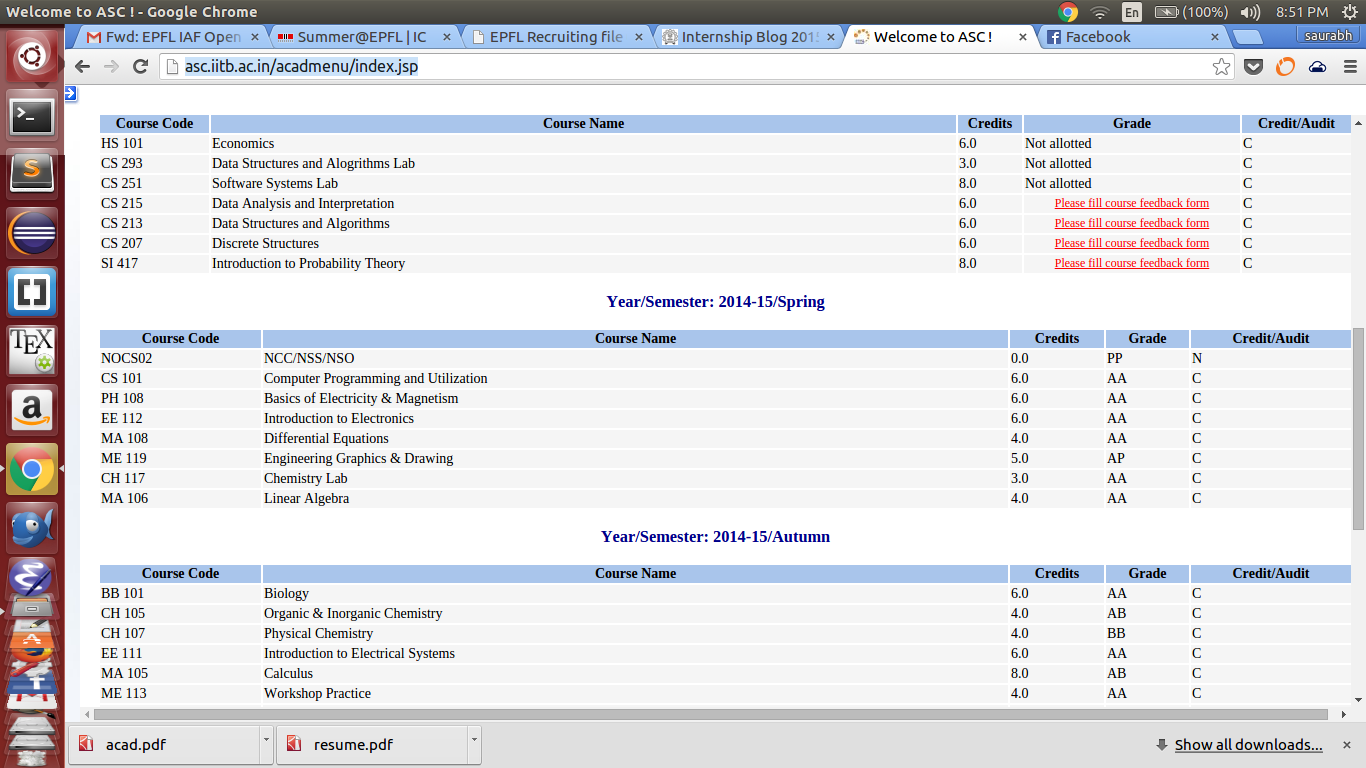 Welcome to ASC ! - Google Chrome
En (100%) 8:51 PM
Fwd: EPFL IAF Open
Summer@EPFL | IC
EPFL Recruiting file
Internship Blog 201
Welcome to ASC !
Facebook
saurabh
asc.iitb.ac.in/acadmenu/index.jsp
Course Code Course Name Credits Grade Credit/Audit
HS 101 Economics 6.0 Not allotted C
CS 293 Data Structures and Alogrithms Lab 3.0 Not allotted C
CS 251 Software Systems Lab 8.0 Not allotted C
CS 215 Data Analysis and Interpretation 6.0 Please fill course feedback form C
CS 213 Data Structures and Algorithms 6.0 Please fill course feedback form C
CS 207 Discrete Structures 6.0 Please fill course feedback form C
SI 417 Introduction to Probability Theory 8.0 Please fill course feedback form C
Year/Semester: 2014-15/Spring
Course Code Course Name Credits Grade Credit/Audit
NOCS02 NCC/NSS/NSO 0.0 PP N
CS 101 Computer Programming and Utilization 6.0 AA C
PH 108 Basics of Electricity & Magnetism 6.0 AA C
EE 112 Introduction to Electronics 6.0 AA C
MA 108 Differential Equations 4.0 AA C
ME 119 Engineering Graphics & Drawing 5.0 AP C
CH 117 Chemistry Lab 3.0 AA C
MA 106 Linear Algebra 4.0 AA C
Year/Semester: 2014-15/Autumn
Course Code Course Name Credits Grade Credit/Audit
BB 101 Biology 6.0 AA C
CH 105 Organic & Inorganic Chemistry 4.0 AB C
CH 107 Physical Chemistry 4.0 BB C
EE 111 Introduction to Electrical Systems 6.0 AA C
MA 105 Calculus 8.0 AB C
ME 113 Workshop Practice 4.0 AA C
TEX
acad.pdf
resume.pdf
Show all downloads...